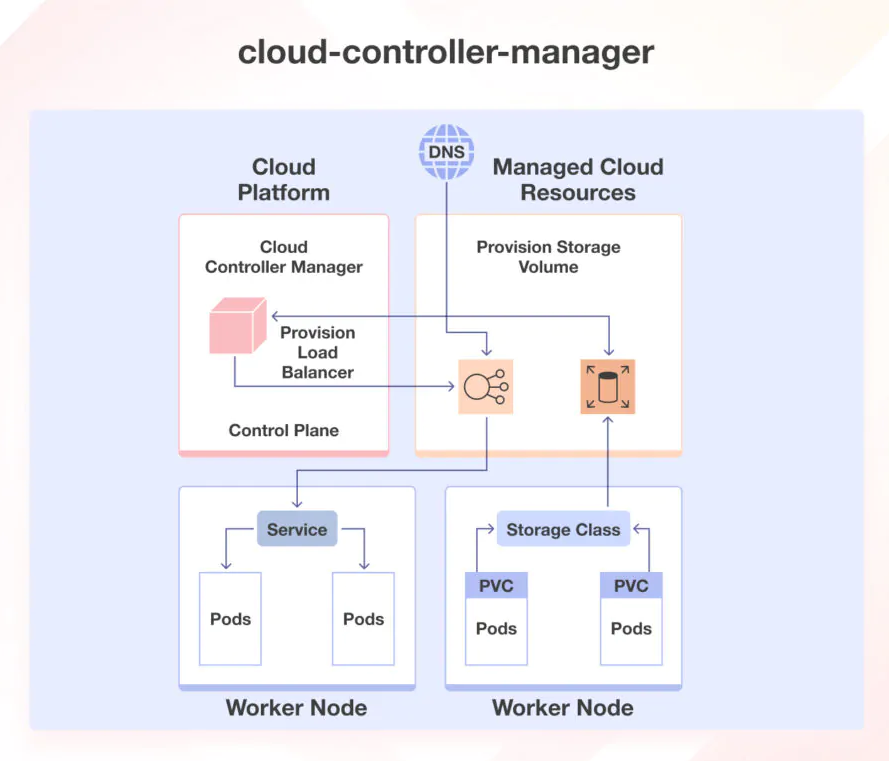 cloud-controller-manager
DNS
Cloud
Platform
Managed Cloud
Resources
Cloud
Controller Manager
Provision Storage
Volume
Provision
Load
Balancer
Control Plane
Service
Storage Class
Pods
Pods
PVC
Pods
PVC
Pods
Worker Node
Worker Node